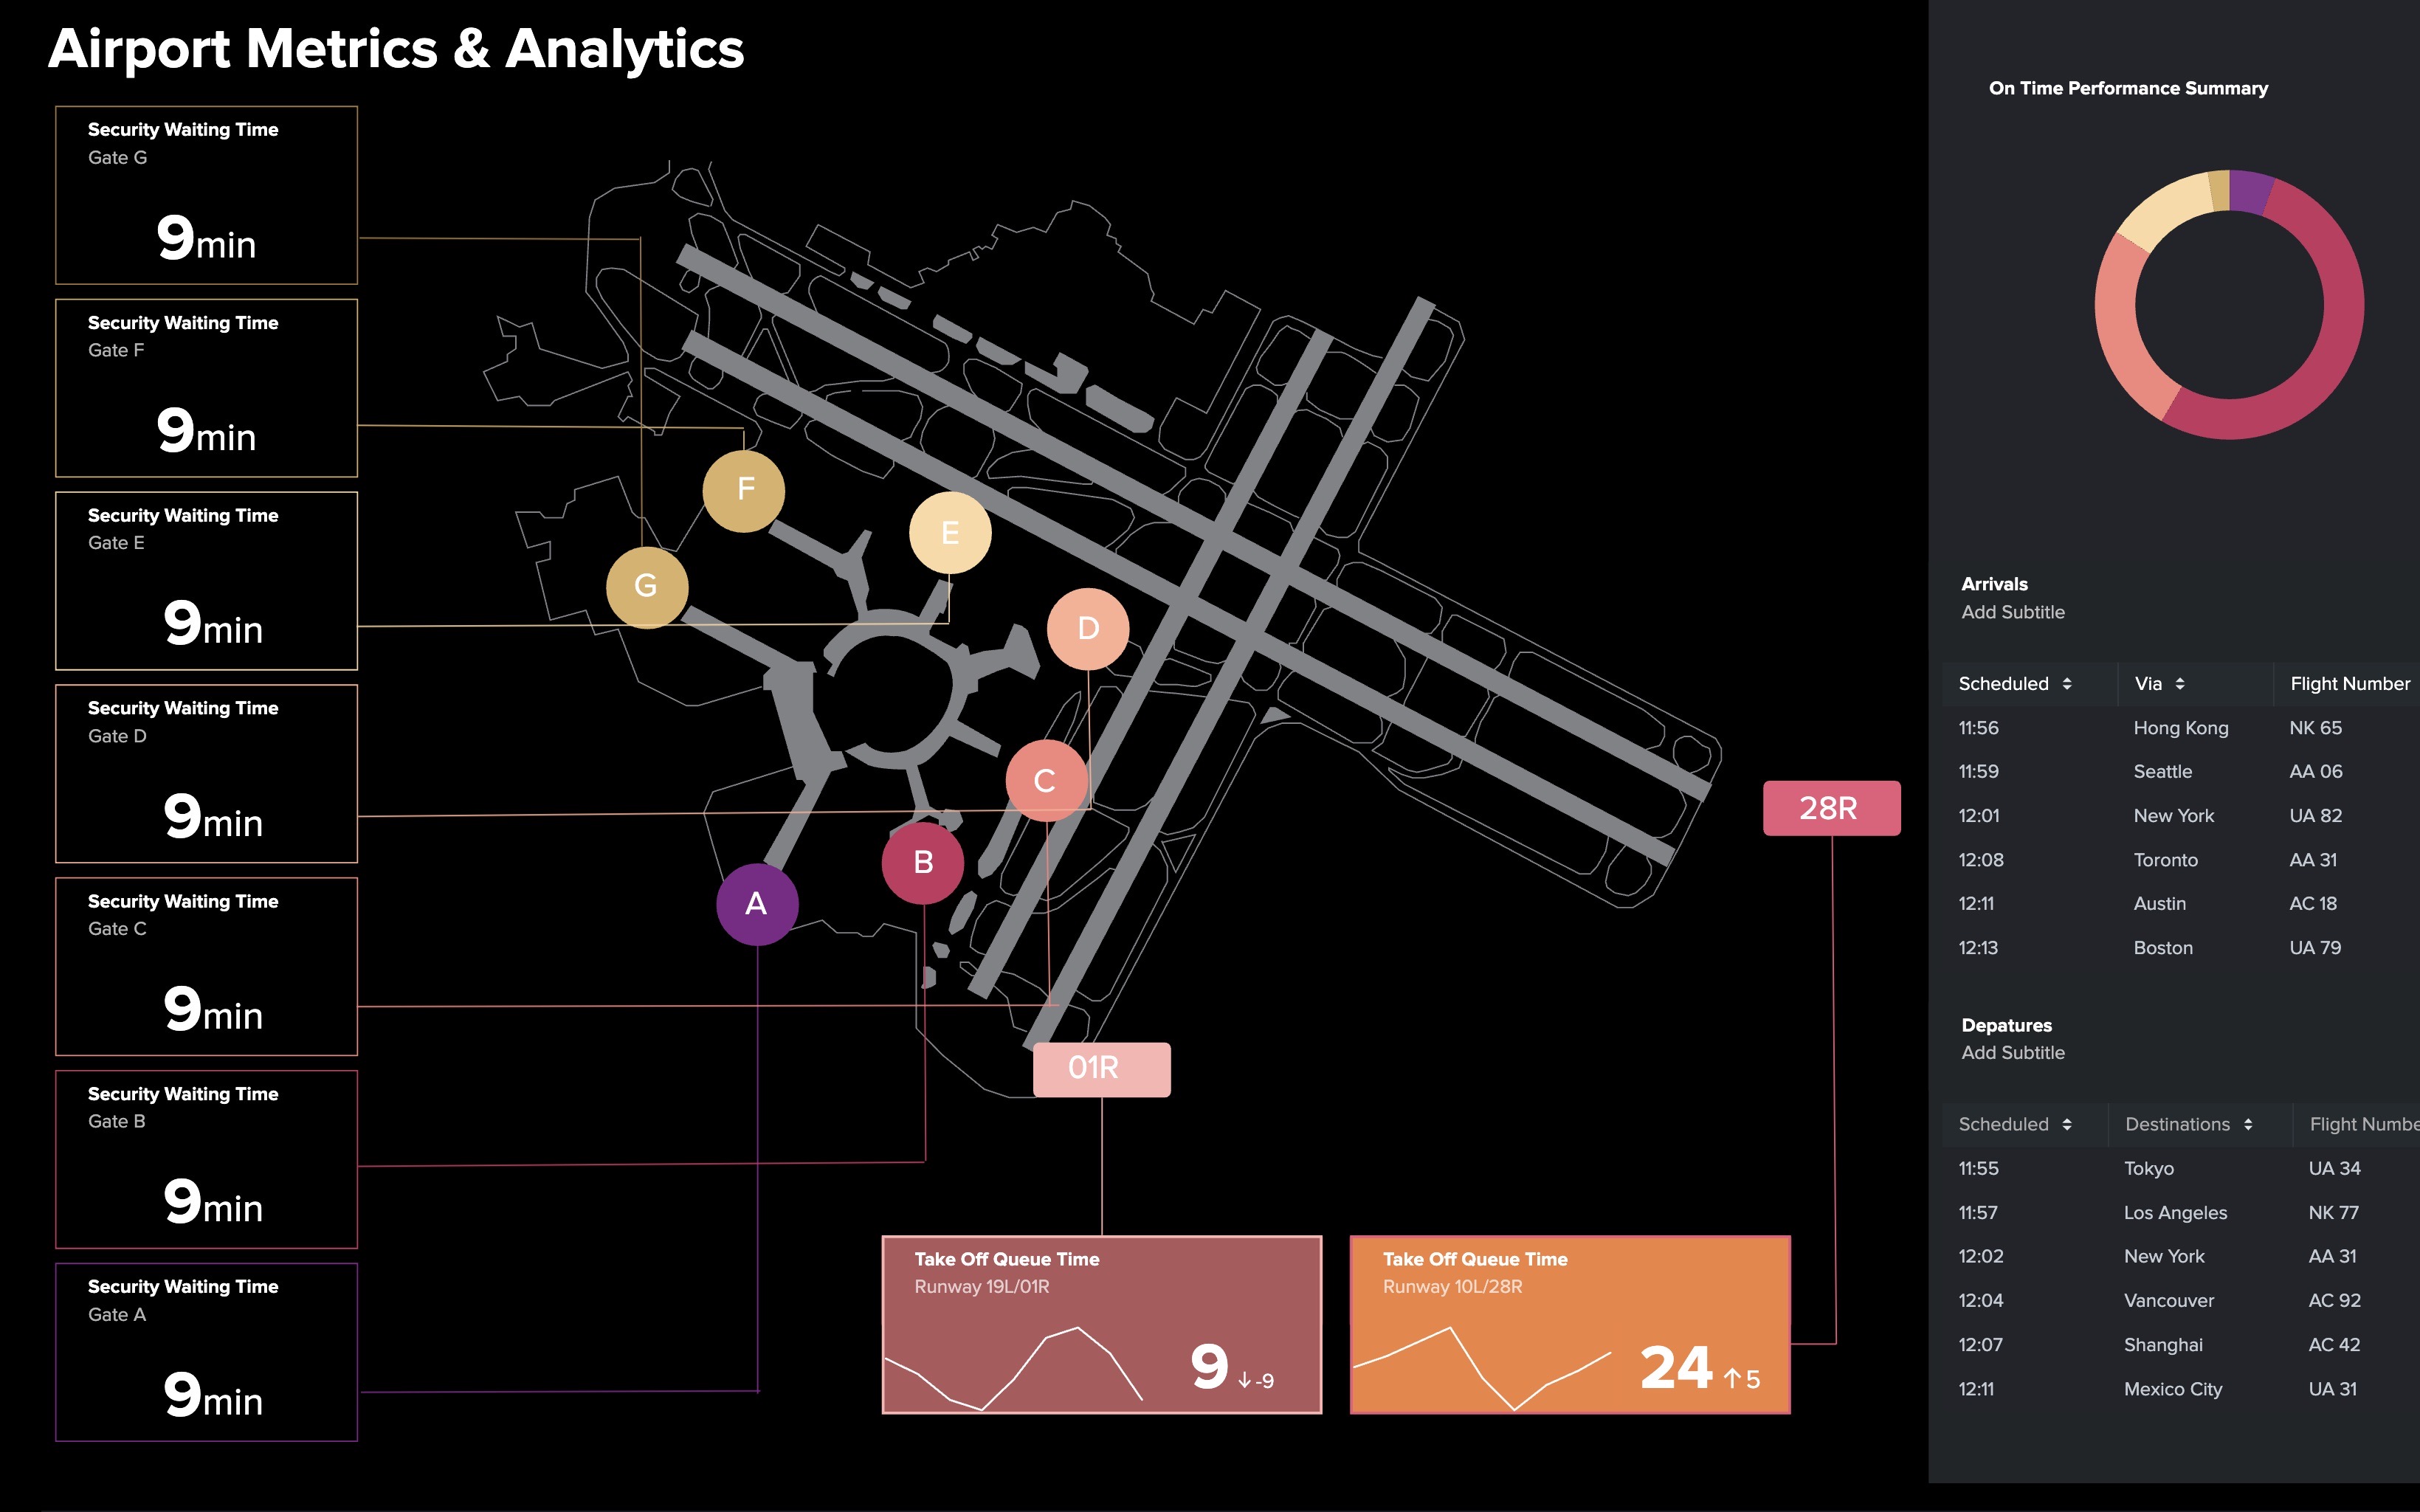 Airport Metrics & Analytics
Security Waiting Time
Gate G
9min
Security Waiting Time
Gate F
9min
Security Waiting Time
Gate E
9min
Security Waiting Time
Gate D
9min
Security Waiting Time
Gate C
9min
Security Waiting Time
Gate B
9min
Security Waiting Time
Gate A
9min
F
E
G
D
C
B
A
28R
01R
Take Off Queue Time
Runway 19L/01R
9 ↓-9
Take Off Queue Time
Runway 10L/28R
24 ↑5
On Time Performance Summary
Arrivals
Add Subtitle
Scheduled Via Flight Number
11:56 Hong Kong NK 65
11:59 Seattle AA 06
12:01 New York UA 82
12:08 Toronto AA 31
12:11 Austin AC 18
12:13 Boston UA 79
Depatures
Add Subtitle
Scheduled Destinations Flight Numbe
11:55 Tokyo UA 34
11:57 Los Angeles NK 77
12:02 New York AA 31
12:04 Vancouver AC 92
12:07 Shanghai AC 42
12:11 Mexico City UA 31